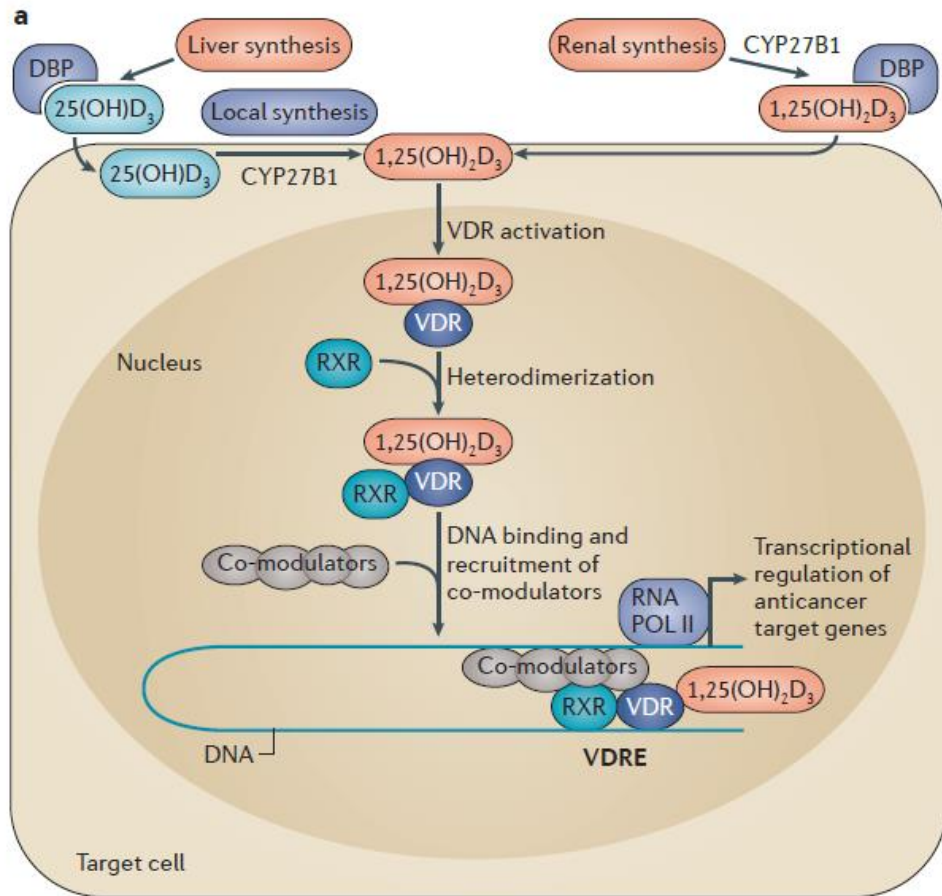 a
Liver synthesis
Renal synthesis
CYP27B1
DBP
DBP
25(OH)D₃
Local synthesis
1,25(OH)₂D₃
25(OH)D₃
CYP27B1
1,25(OH)₂D₃
VDR activation
1,25(OH)₂D₃
VDR
Nucleus
RXR
Heterodimerization
1,25(OH)₂D₃
VDR
RXR
Co-modulators
DNA binding and
recruitment of
co-modulators
RNA
POL II
Transcriptional
regulation of
anticancer
target genes
Co-modulators
1,25(OH)₂D₃
RXR
VDR
DNA
VDRE
Target cell